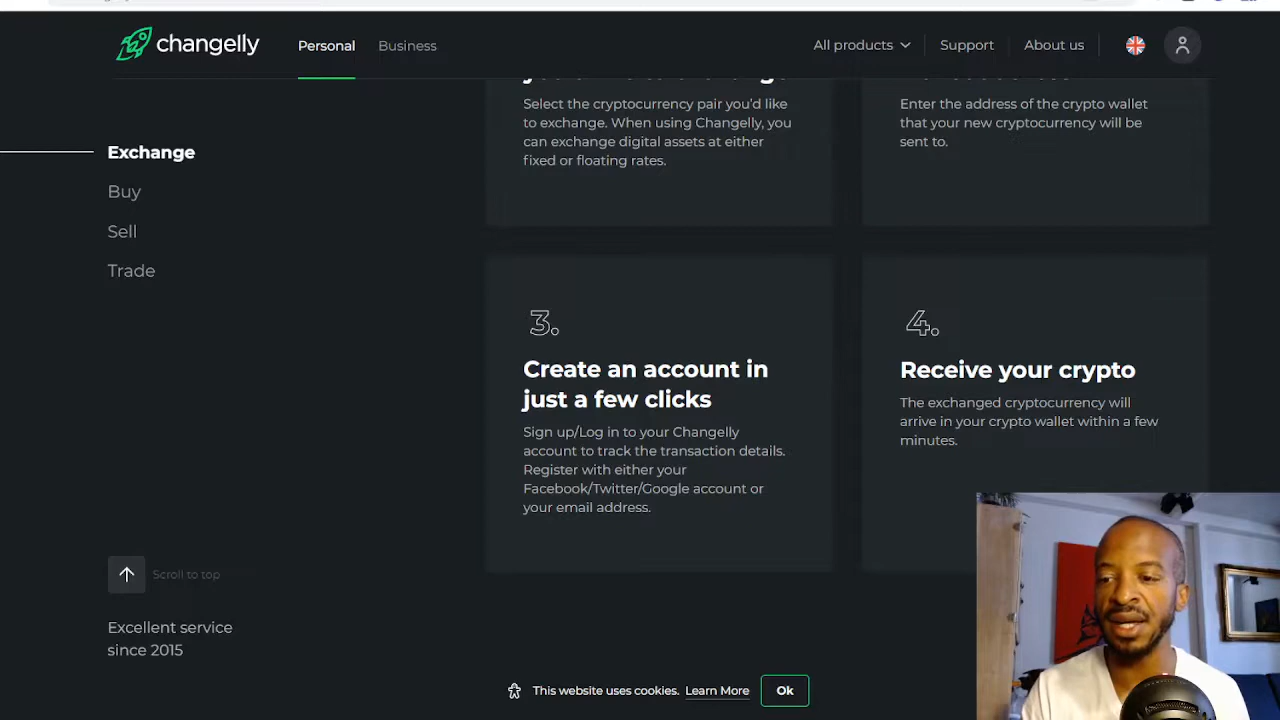 changelly
Personal
Business
All products
Support
About us
Exchange
Buy
Sell
Trade
Select the cryptocurrency pair you'd like
to exchange. When using Changelly, you
can exchange digital assets at either
fixed or floating rates.
Enter the address of the crypto wallet
that your new cryptocurrency will be
sent to.
3.
Create an account in
just a few clicks
Sign up/Log in to your Changelly
account to track the transaction details.
Register with either your
Facebook/Twitter/Google account or
your email address.
4.
Receive your crypto
The exchanged cryptocurrency will
arrive in your crypto wallet within a few
minutes.
Scroll to top
Excellent service
since 2015
This website uses cookies. Learn More
Ok